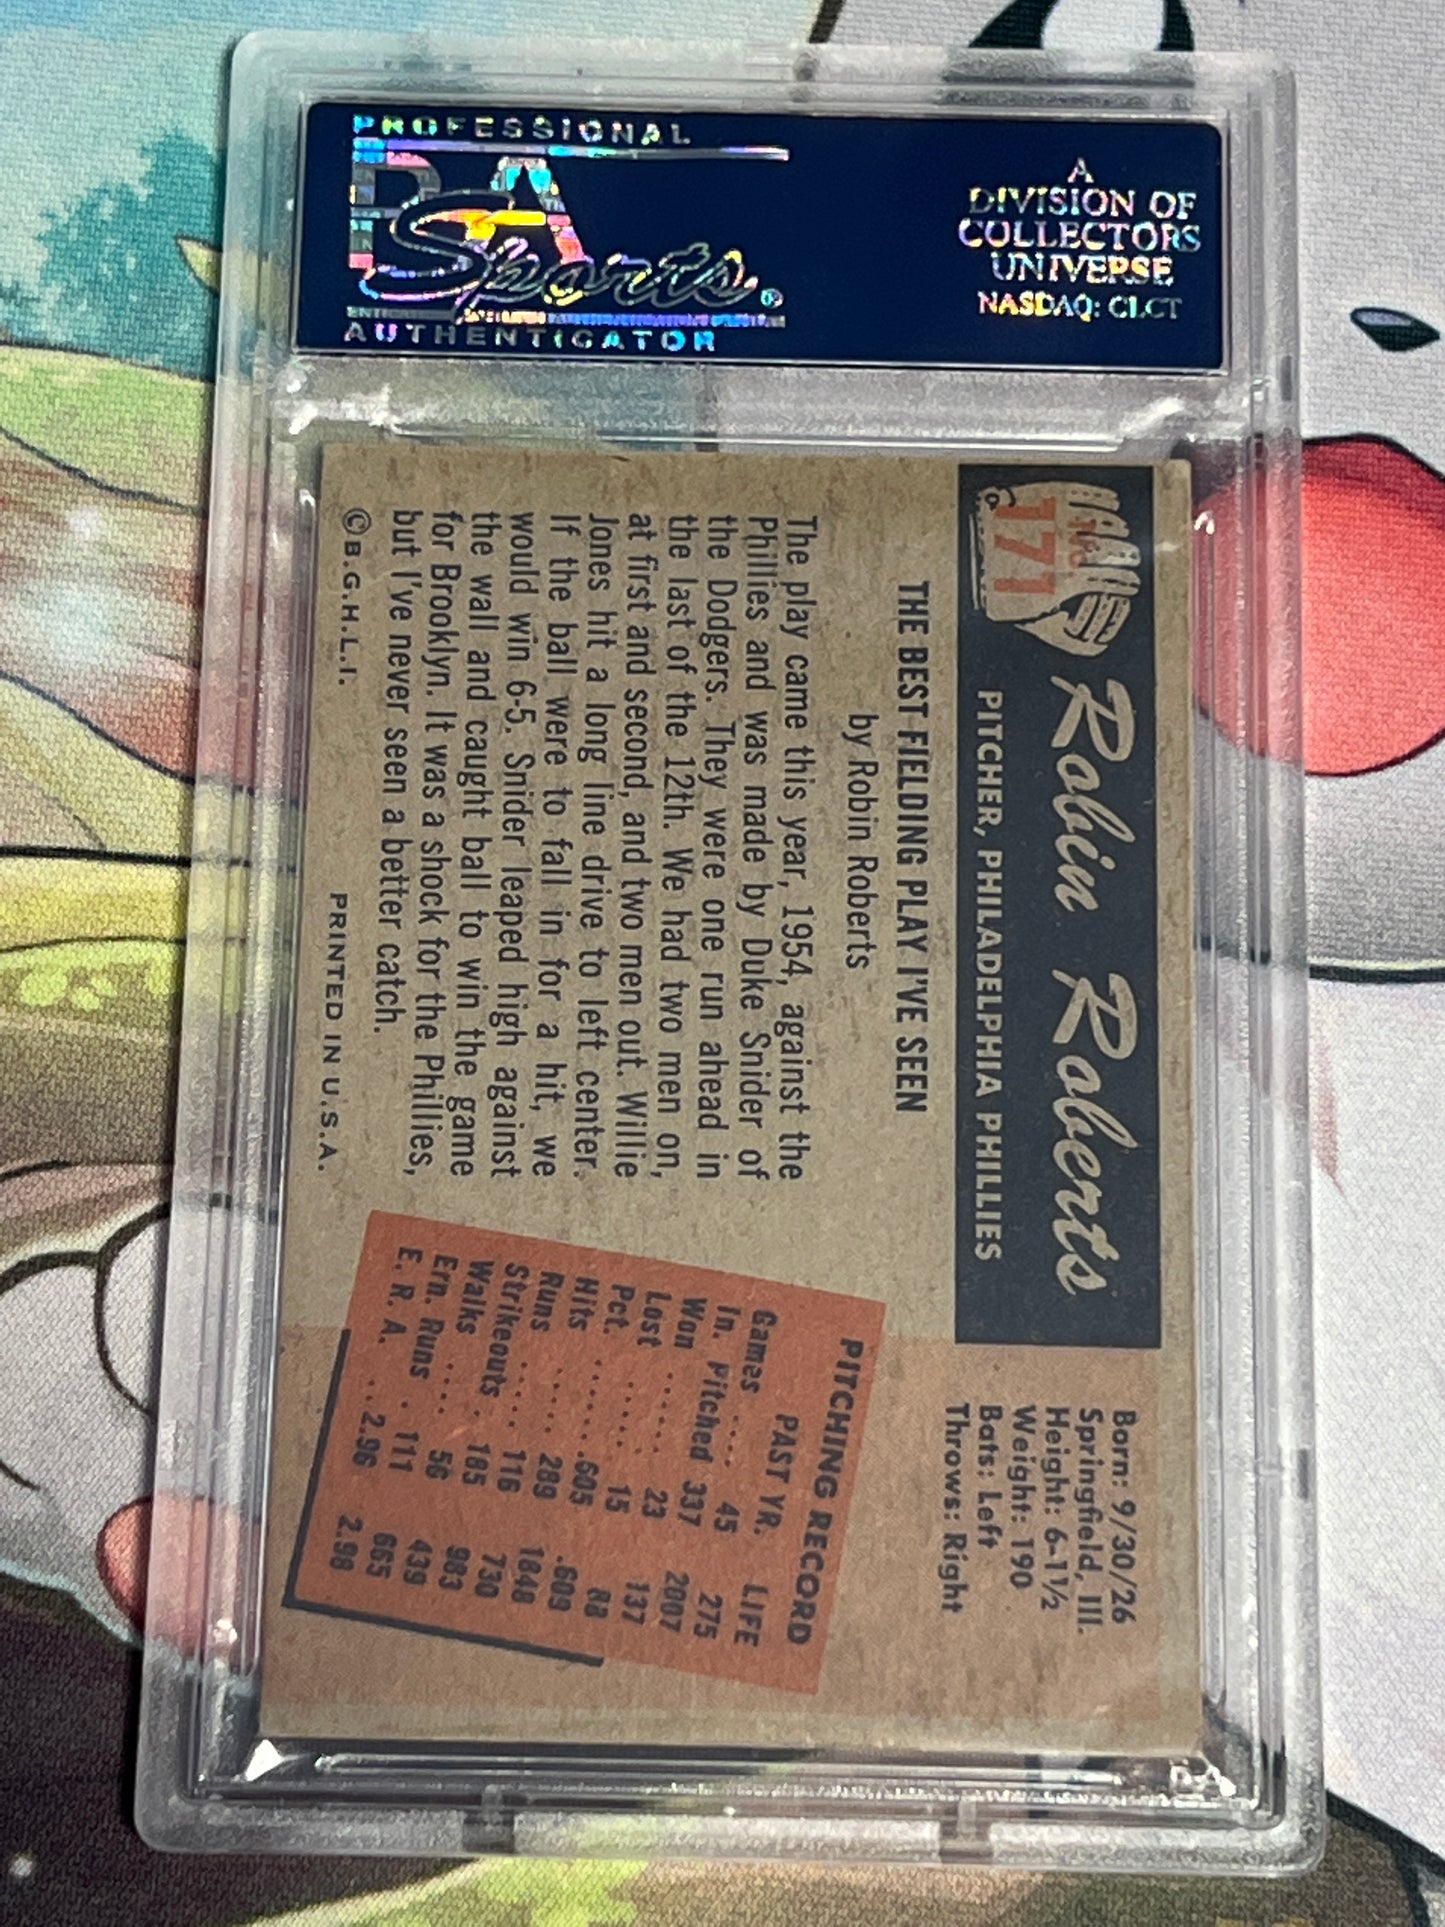 PROFESSIONAL
PSA
Sports®
AUTHENTICATOR
A
DIVISION OF
COLLECTORS
UNIVERSE
NASDAQ: CLCT
No.
171
Robin Roberts
PITCHER, PHILADELPHIA PHILLIES
Born: 9/30/26
Springfield, Ill.
Height: 6-1½
Weight: 190
Bats: Left
Throws: Right
THE BEST FIELDING PLAY I'VE SEEN
by Robin Roberts
The play came this year, 1954, against the
Phillies and was made by Duke Snider of
the Dodgers. They were one run ahead in
the last of the 12th. We had two men on,
at first and second, and two men out. Willie
Jones hit a long line drive to left center.
If the ball were to fall in for a hit, we
would win 6-5. Snider leaped high against
the wall and caught ball to win the game
for Brooklyn. It was a shock for the Phillies,
but I've never seen a better catch.
©B.G.H.L.I.
PRINTED IN U.S.A.
PITCHING RECORD
PAST YR. LIFE
Games ..... 45 275
In. Pitched 337 2007
Won 23 137
Lost ...... 15 88
Pct. ...... .605 .609
Hits ...... 289 1848
Runs ..... 116 730
Strikeouts . 185 983
Walks .... 56 439
Ern. Runs . 111 665
E. R. A. .. 2.96 2.98